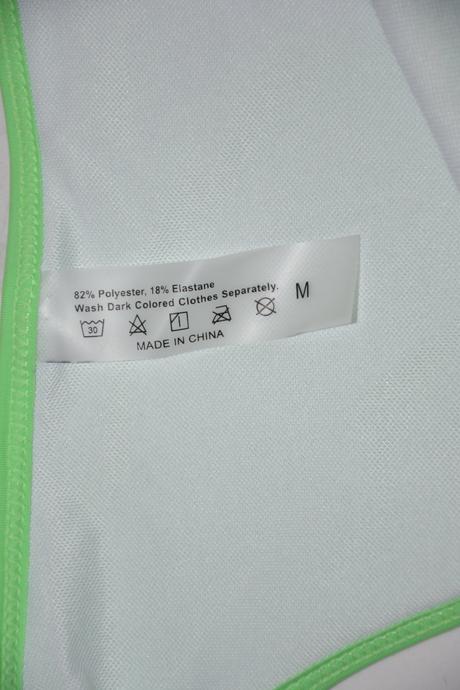 82% Polyester, 18% Elastane
Wash Dark Colored Clothes Separately.
M
30
MADE IN CHINA